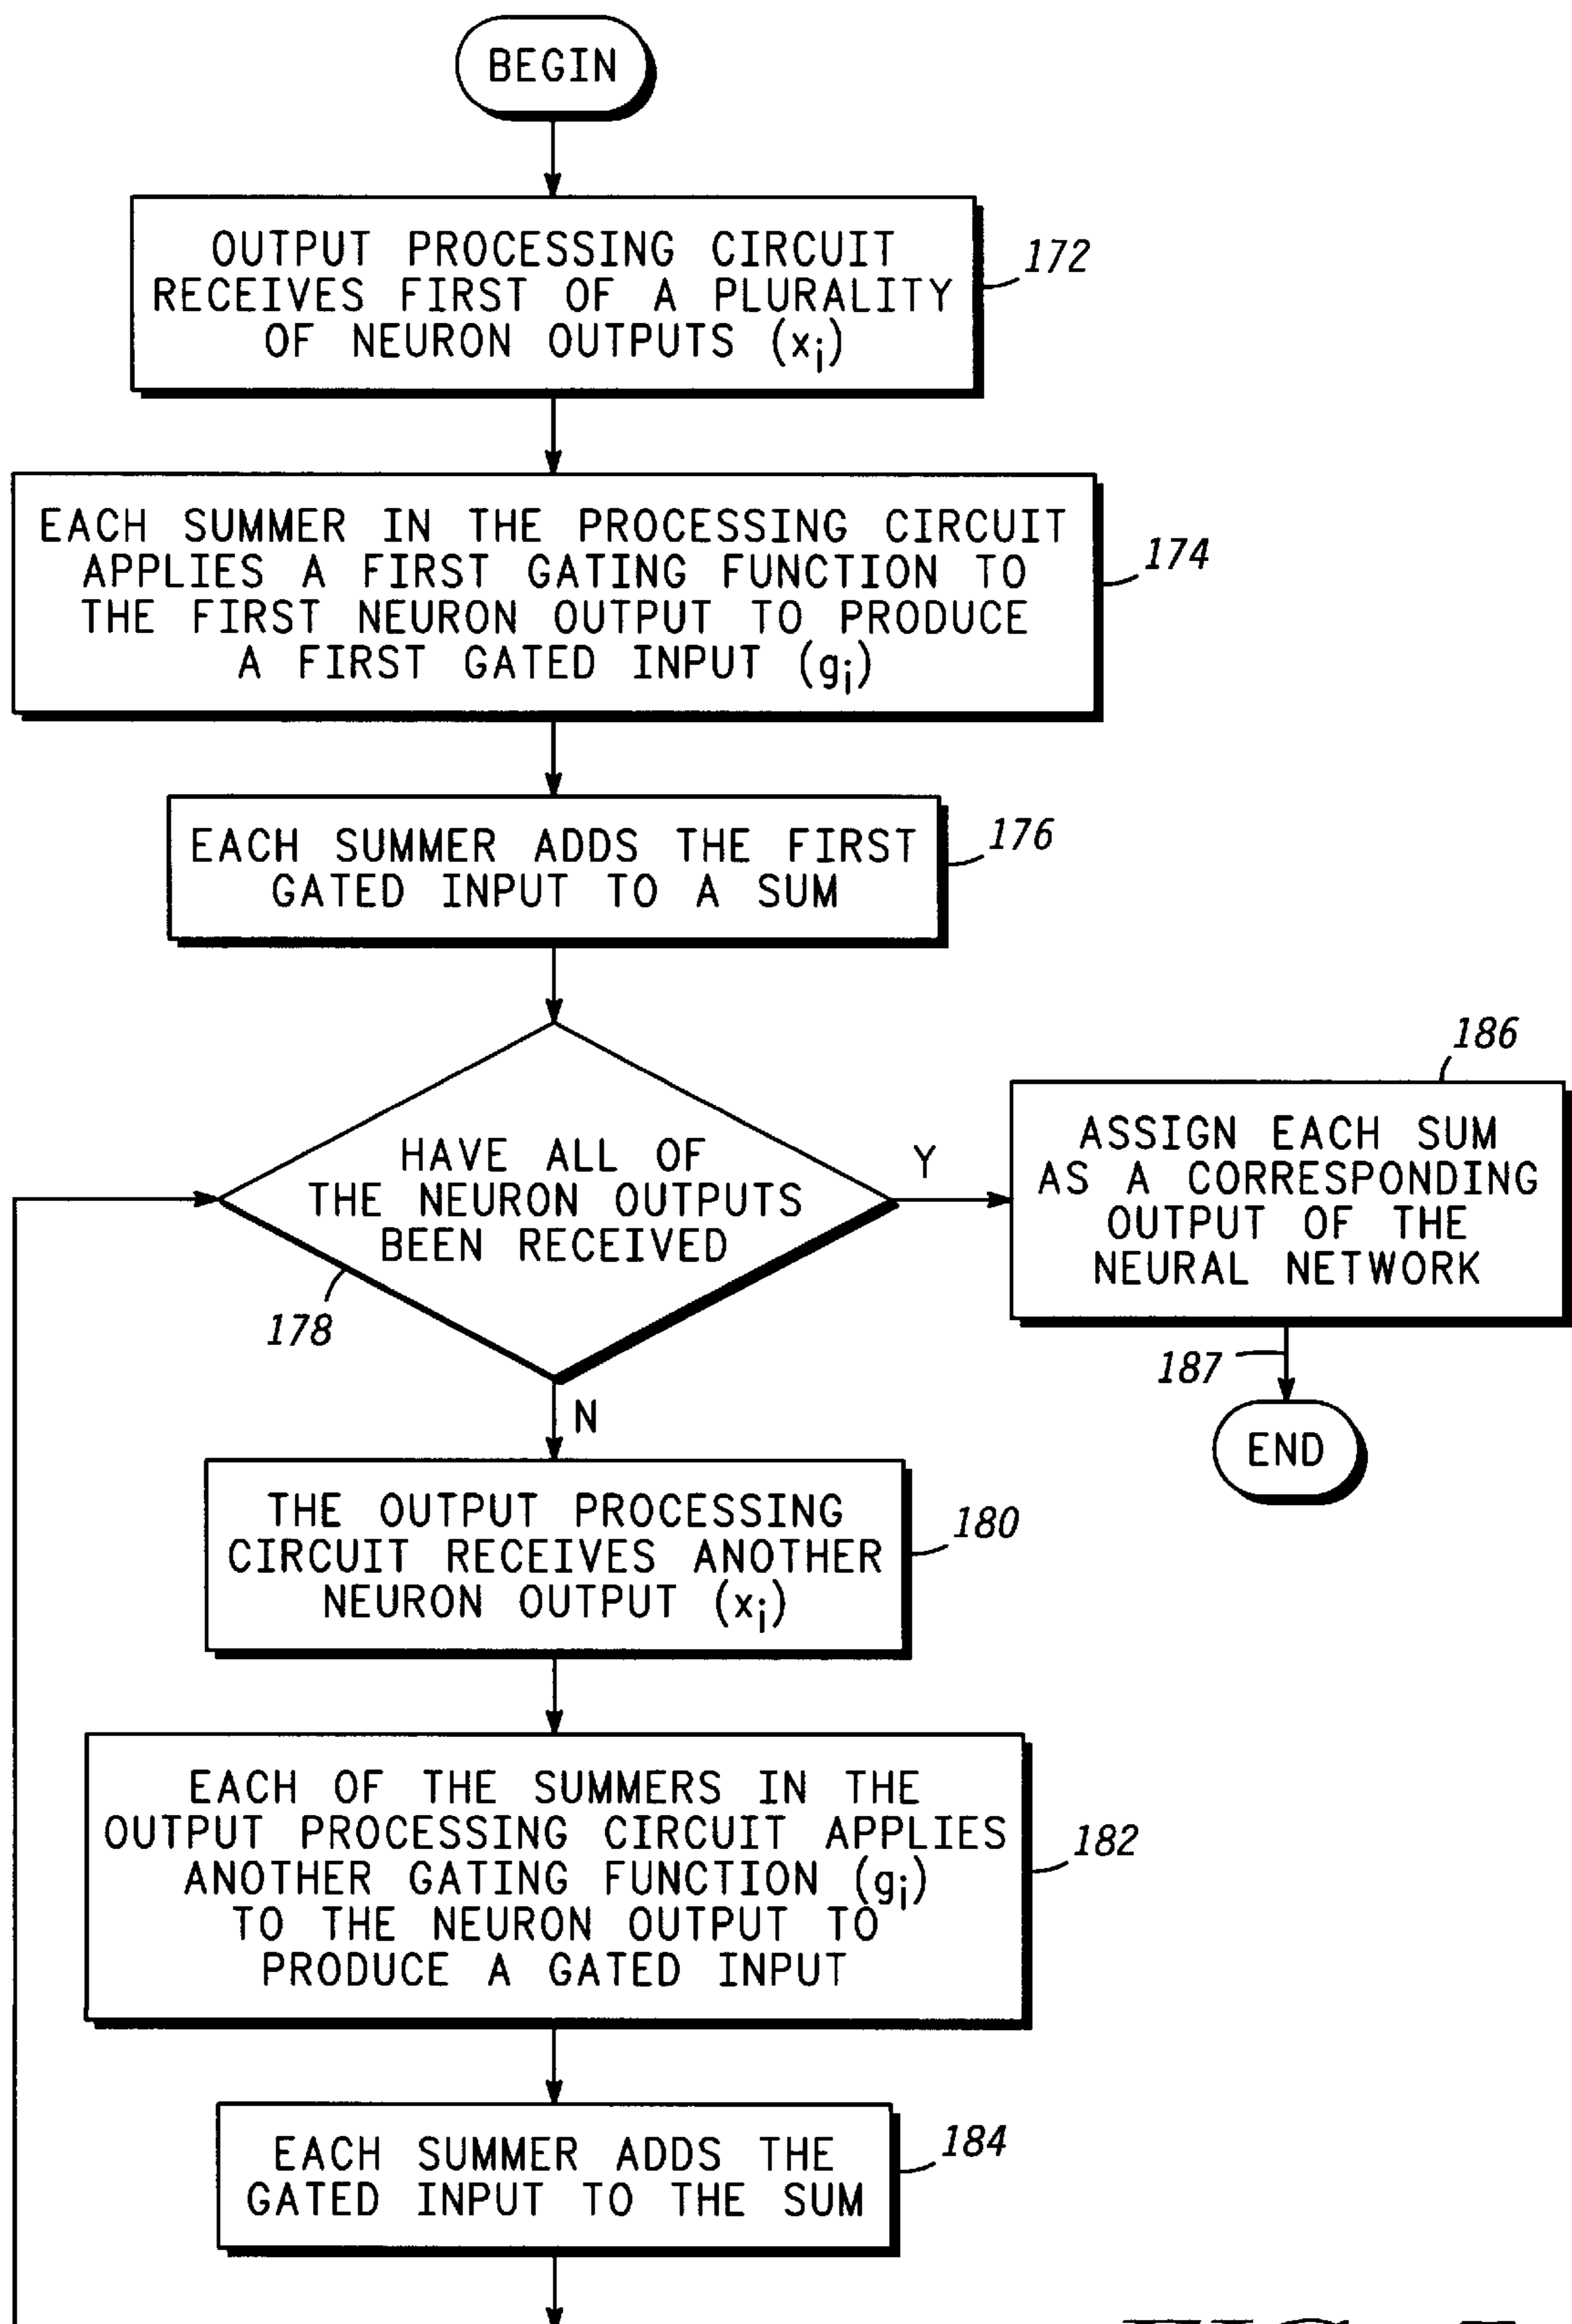 BEGIN
OUTPUT PROCESSING CIRCUIT
RECEIVES FIRST OF A PLURALITY
OF NEURON OUTPUTS (xi)
172
EACH SUMMER IN THE PROCESSING CIRCUIT
APPLIES A FIRST GATING FUNCTION TO
THE FIRST NEURON OUTPUT TO PRODUCE
A FIRST GATED INPUT (gi)
174
EACH SUMMER ADDS THE FIRST
GATED INPUT TO A SUM
176
HAVE ALL OF
THE NEURON OUTPUTS
BEEN RECEIVED
178
Y
186
ASSIGN EACH SUM
AS A CORRESPONDING
OUTPUT OF THE
NEURAL NETWORK
187
END
N
THE OUTPUT PROCESSING
CIRCUIT RECEIVES ANOTHER
NEURON OUTPUT (xi)
180
EACH OF THE SUMMERS IN THE
OUTPUT PROCESSING CIRCUIT APPLIES
ANOTHER GATING FUNCTION (gi)
TO THE NEURON OUTPUT TO
PRODUCE A GATED INPUT
182
EACH SUMMER ADDS THE
GATED INPUT TO THE SUM
184